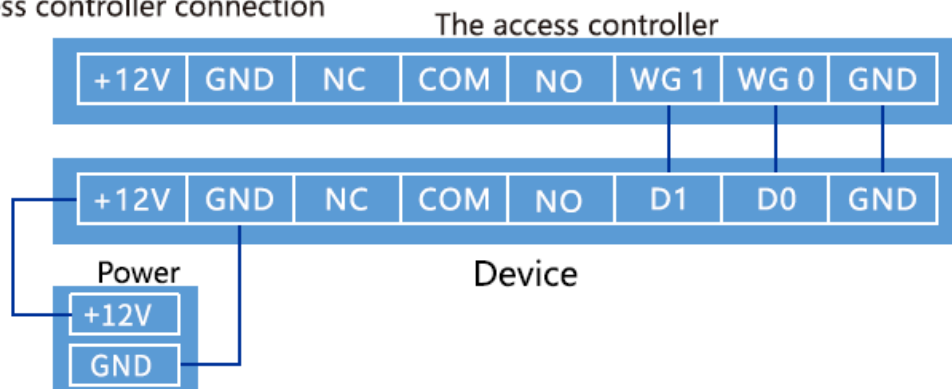 controller connection
The access controller
+12V GND NC COM NO WG 1 WG 0 GND
+12V GND NC COM NO D1 D0 GND
Power
Device
+12V
GND